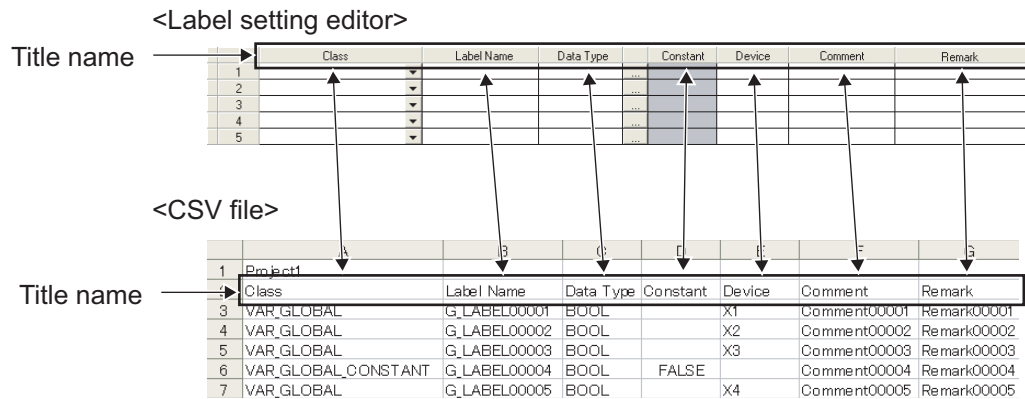 <Label setting editor>
Title name
Class Label Name Data Type Constant Device Comment Remark
1 ...
2 ...
3 ...
4 ...
5 ...
<CSV file>
A B C D E F G
1 Project1
Title name
2 Class Label Name Data Type Constant Device Comment Remark
3 VAR_GLOBAL G_LABEL00001 BOOL X1 Comment00001 Remark00001
4 VAR_GLOBAL G_LABEL00002 BOOL X2 Comment00002 Remark00002
5 VAR_GLOBAL G_LABEL00003 BOOL X3 Comment00003 Remark00003
6 VAR_GLOBAL_CONSTANT G_LABEL00004 BOOL FALSE Comment00004 Remark00004
7 VAR_GLOBAL G_LABEL00005 BOOL X4 Comment00005 Remark00005